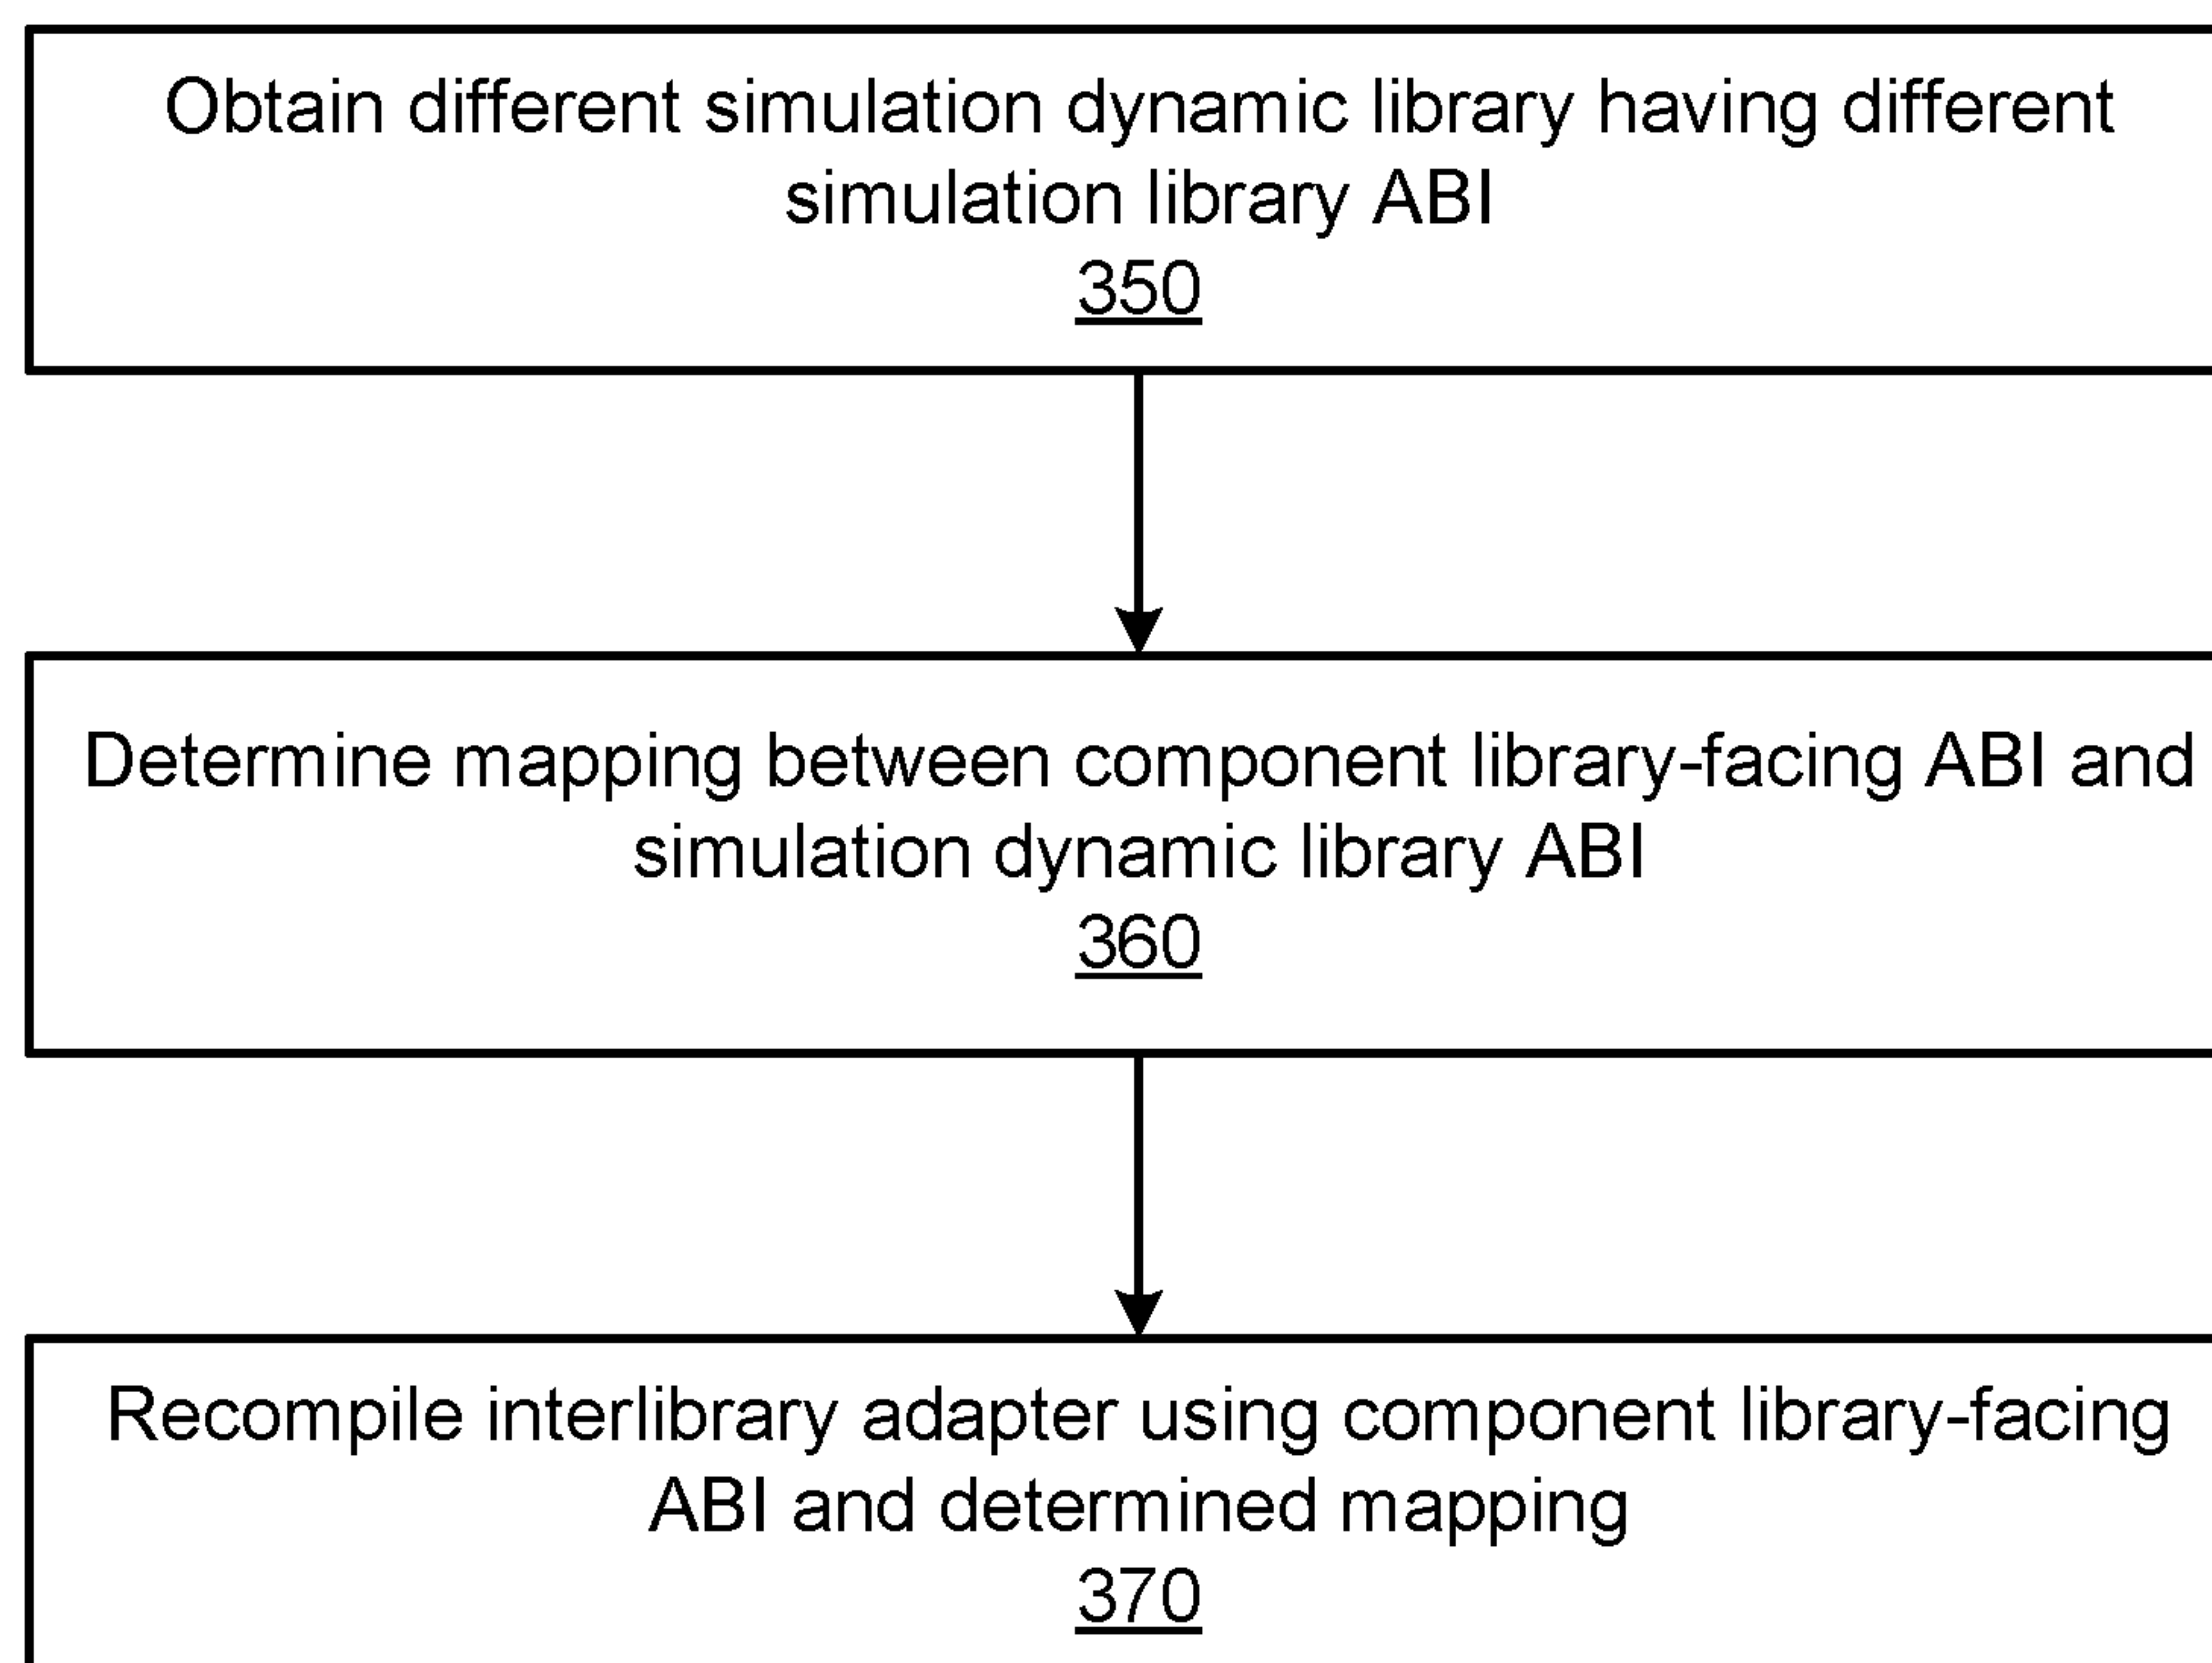 Obtain different simulation dynamic library having different
simulation library ABI
350
Determine mapping between component library-facing ABI and
simulation dynamic library ABI
360
Recompile interlibrary adapter using component library-facing
ABI and determined mapping
370